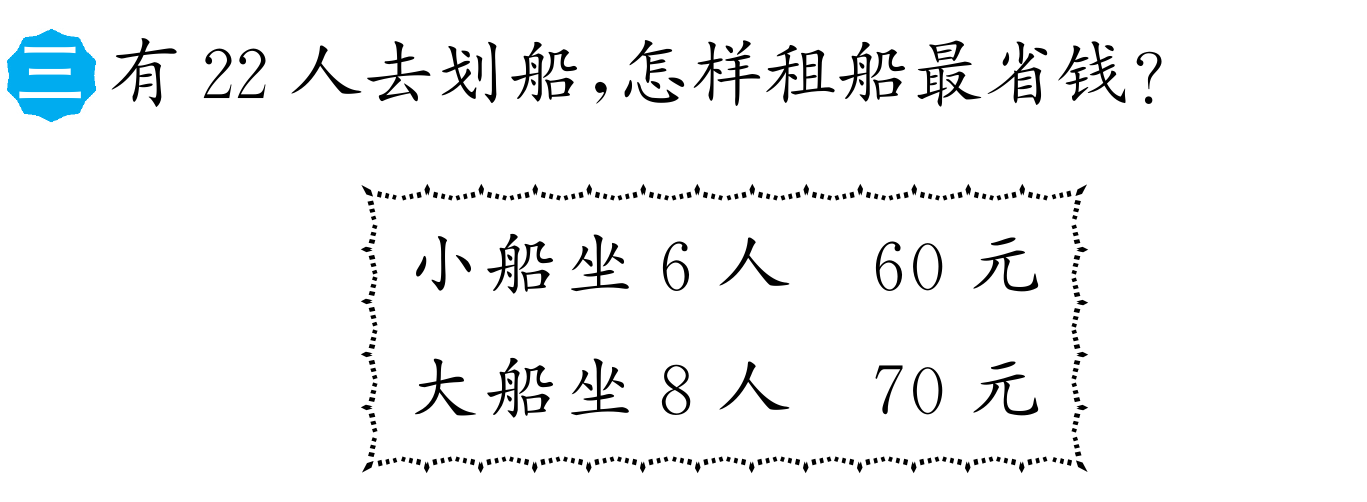 三 有 22 人去划船,怎样租船最省钱?
小船坐 6 人 60 元
大船坐 8 人 70 元